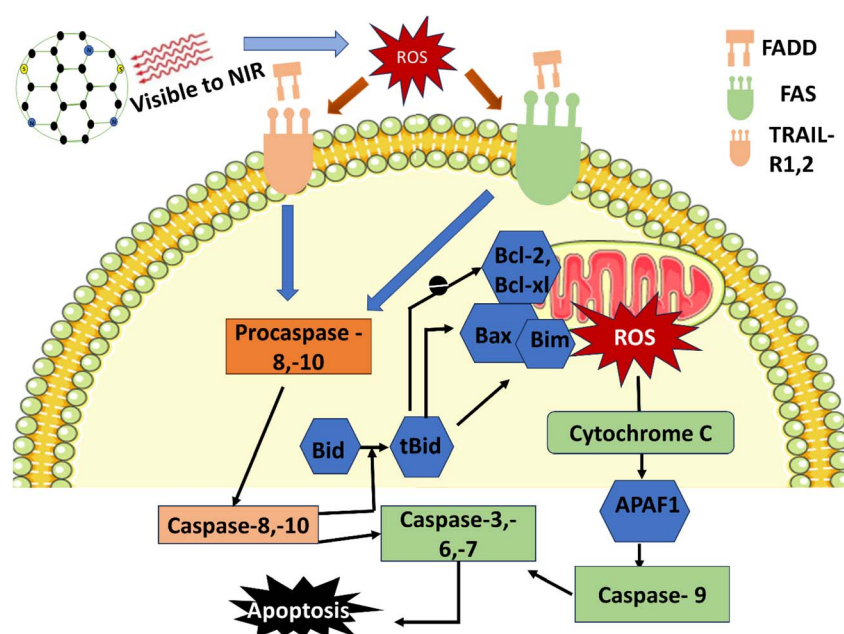 N
S
S
N
N
Visible to NIR
ROS
FADD
FAS
TRAIL-
R1,2
Bcl-2,
Bcl-xl
Bax
Bim
ROS
Procaspase -
8,-10
Bid
tBid
Cytochrome C
APAF1
Caspase-8,-10
Caspase-3,-
6,-7
Caspase- 9
Apoptosis